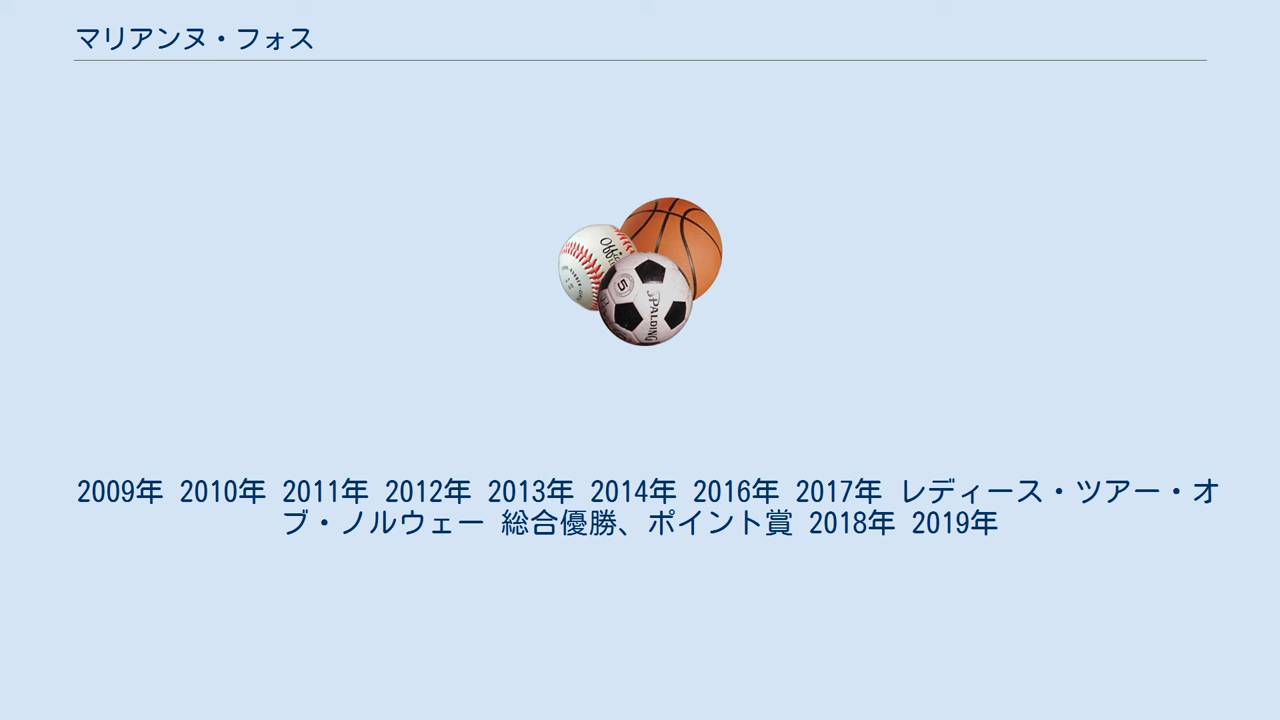 マリアンヌ・フォス
Offi
5
SPALDING
2009年 2010年 2011年 2012年 2013年 2014年 2016年 2017年 レディース・ツアー・オ
ブ・ノルウェー 総合優勝、ポイント賞 2018年 2019年